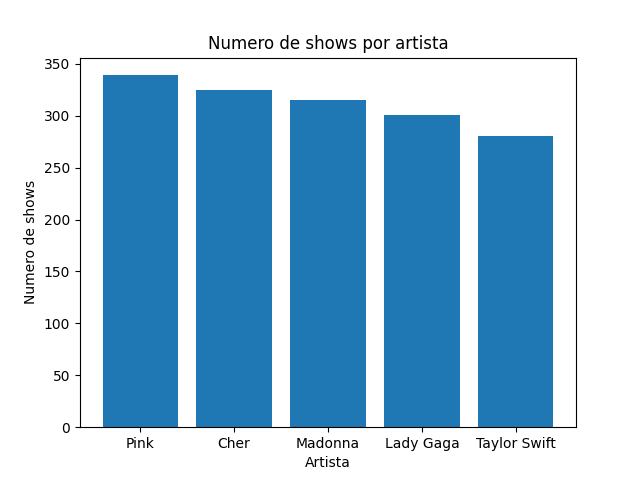 Numero de shows por artista
Numero de shows
350
300
250
200
150
100
50
0
Pink Cher Madonna Lady Gaga Taylor Swift
Artista